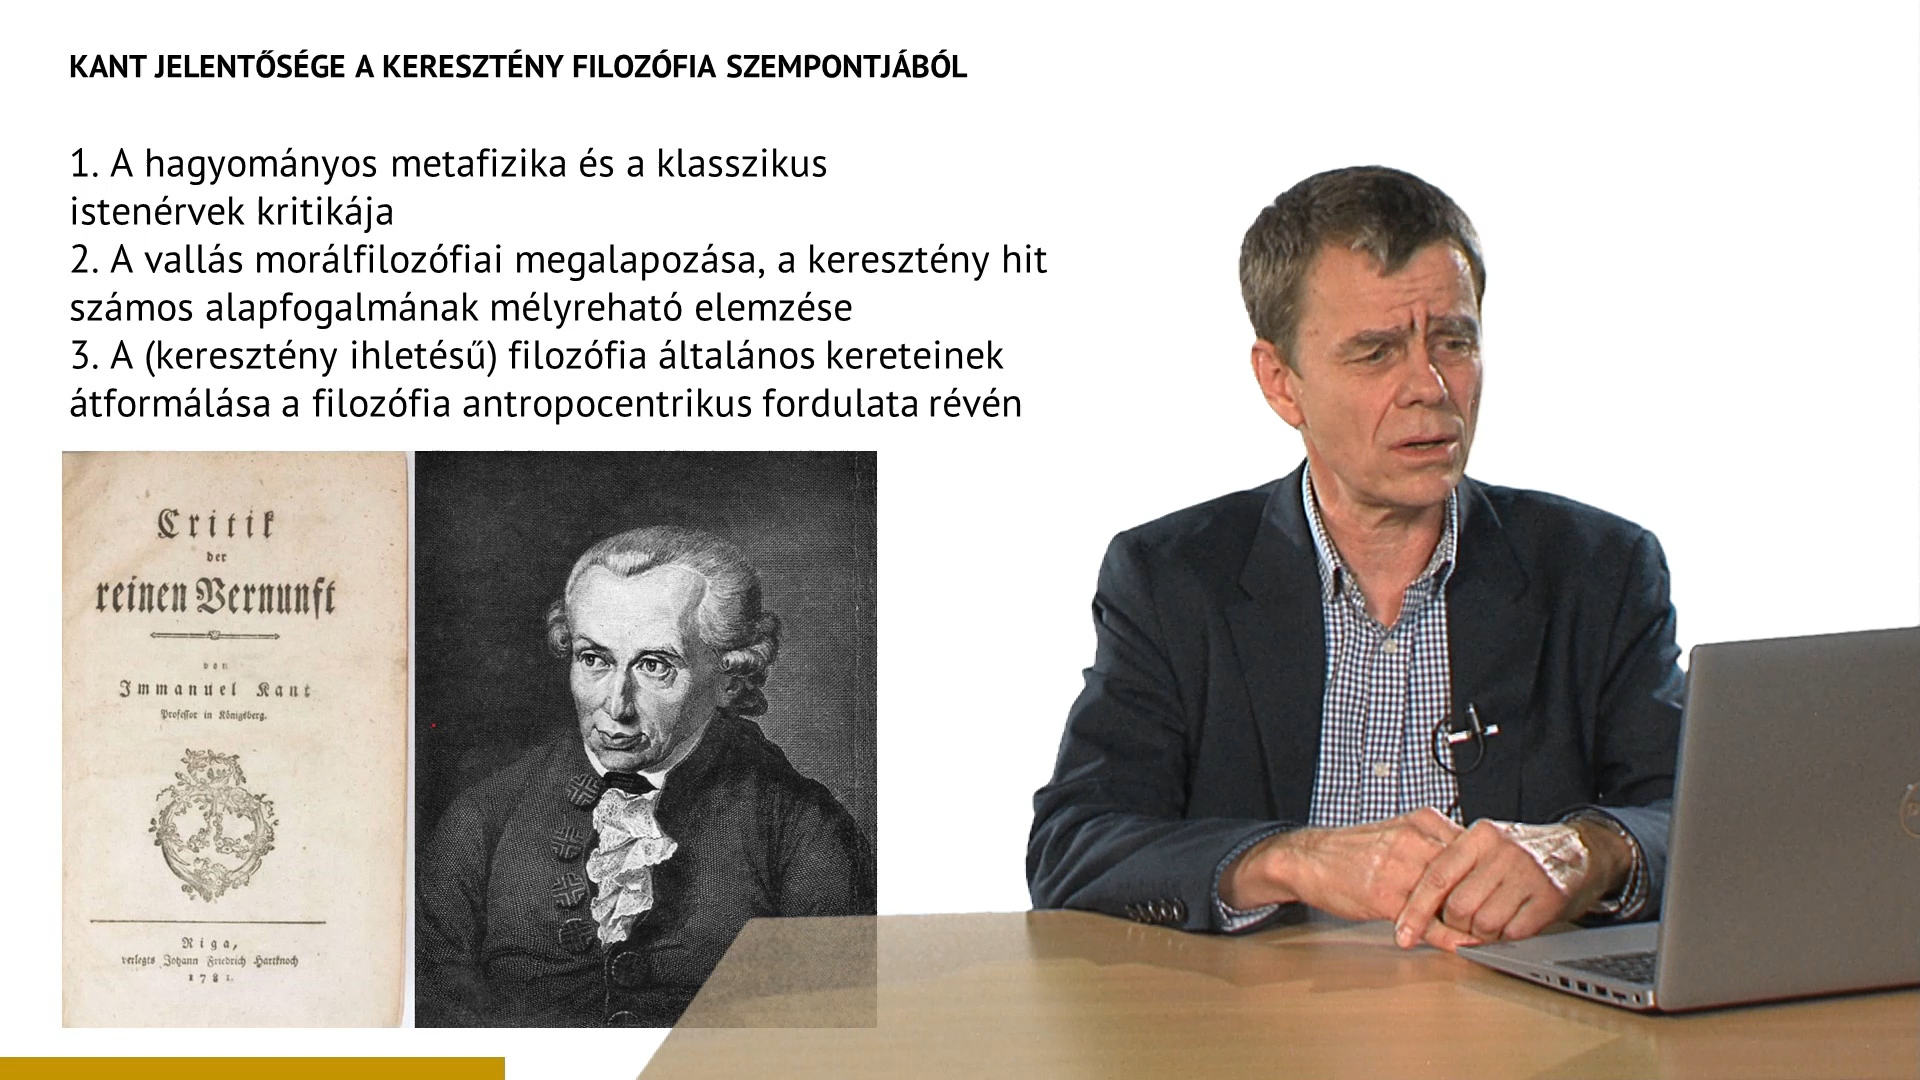 KANT JELENTŐSÉGE A KERESZTÉNY FILOZÓFIA SZEMPONTJÁBÓL
1. A hagyományos metafizika és a klasszikus
istenérvek kritikája
2. A vallás morálfilozófiai megalapozása, a keresztény hit
számos alapfogalmának mélyreható elemzése
3. A (keresztény ihletésű) filozófia általános kereteinek
átformálása a filozófia antropocentrikus fordulata révén
Critik
der
reinen Vernunft
von
Immanuel Kant
Professor in Königsberg.
Riga,
verlegts Johann Friedrich Hartknoch
1781.